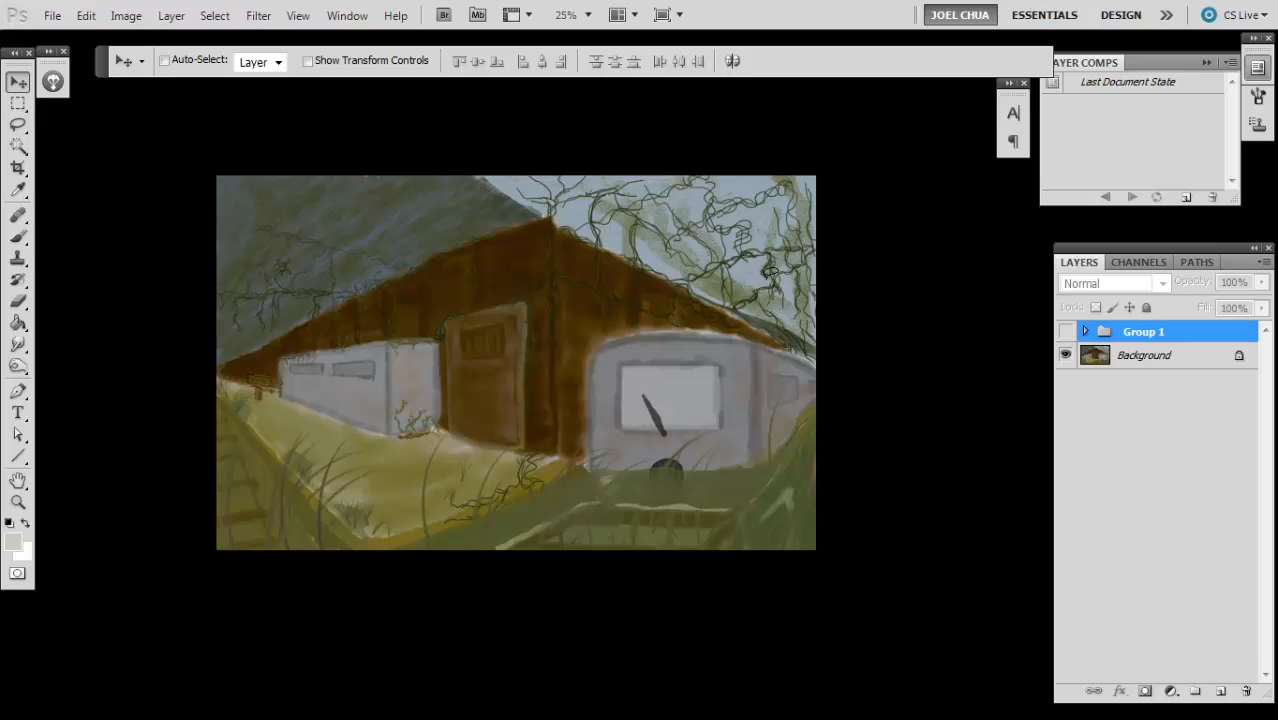 Ps File Edit Image Layer Select Filter View Window Help Br Mb 25% JOEL CHUA ESSENTIALS DESIGN CS Live
Auto-Select: Layer Show Transform Controls
AYER COMPS
Last Document State
A
LAYERS CHANNELS PATHS
Normal Opacity: 100%
Lock: Fill: 100%
Group 1
Background
T
fx